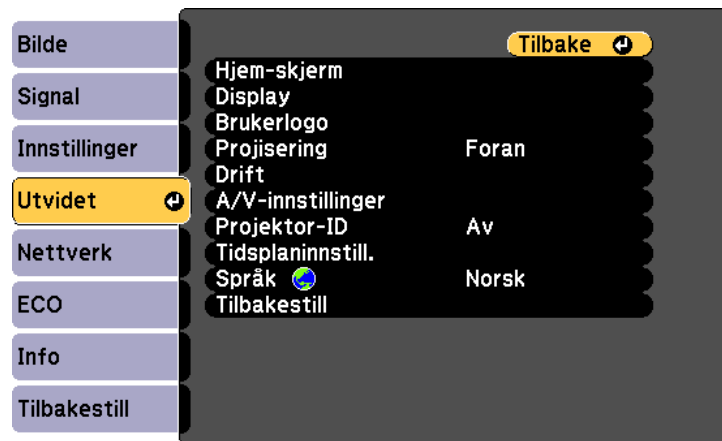 Bilde
Signal
Innstillinger
Utvidet
Nettverk
ECO
Info
Tilbakestill
Tilbake
Hjem-skjerm
Display
Brukerlogo
Projisering Foran
Drift
A/V-innstillinger
Projektor-ID Av
Tidsplaninnstill.
Språk Norsk
Tilbakestill